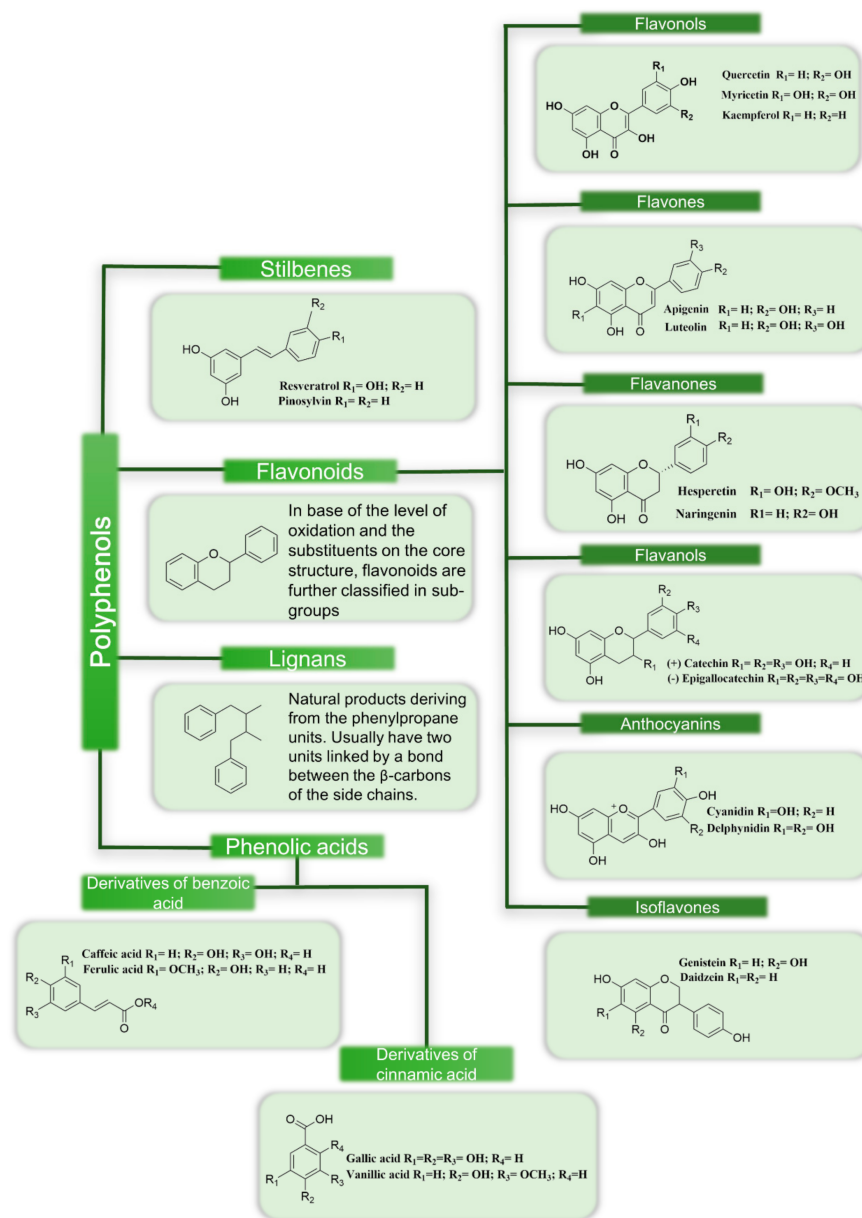 Polyphenols
Stilbenes
R₂
R₁
HO
OH
Resveratrol R₁= OH; R₂= H
Pinosylvin R₁= R₂= H
Flavonoids
O
In base of the level of
oxidation and the
substituents on the core
structure, flavonoids are
further classified in sub-
groups
Lignans
Natural products deriving
from the phenylpropane
units. Usually have two
units linked by a bond
between the β-carbons
of the side chains.
Phenolic acids
Derivatives of benzoic
acid
Caffeic acid R₁= H; R₂= OH; R₃= OH; R₄= H
Ferulic acid R₁= OCH₃; R₂= OH; R₃= H; R₄= H
R₁
R₂
R₃
OR₄
O
Derivatives of
cinnamic acid
O
OH
R₄
R₃
R₁
R₂
Gallic acid R₁=R₂=R₃= OH; R₄= H
Vanillic acid R₁=H; R₂= OH; R₃= OCH₃; R₄=H
Flavonols
R₁
OH
HO
O
R₂
OH
OH
O
Quercetin R₁= H; R₂= OH
Myricetin R₁= OH; R₂= OH
Kaempferol R₁= H; R₂=H
Flavones
R₃
R₂
HO
O
R₁
OH
O
Apigenin R₁= H; R₂= OH; R₃= H
Luteolin R₁= H; R₂= OH; R₃= OH
Flavanones
R₁
R₂
HO
O
OH
O
Hesperetin R₁= OH; R₂= OCH₃
Naringenin R1= H; R2= OH
Flavanols
R₂
R₃
HO
O
R₄
R₁
OH
(+) Catechin R₁= R₂=R₃= OH; R₄= H
(-) Epigallocatechin R₁=R₂=R₃=R₄= OH
Anthocyanins
R₁
OH
HO
+
O
R₂
OH
OH
Cyanidin R₁=OH; R₂= H
Delphynidin R₁=R₂= OH
Isoflavones
Genistein R₁= H; R₂= OH
Daidzein R₁=R₂= H
HO
O
R₁
R₂
O
OH